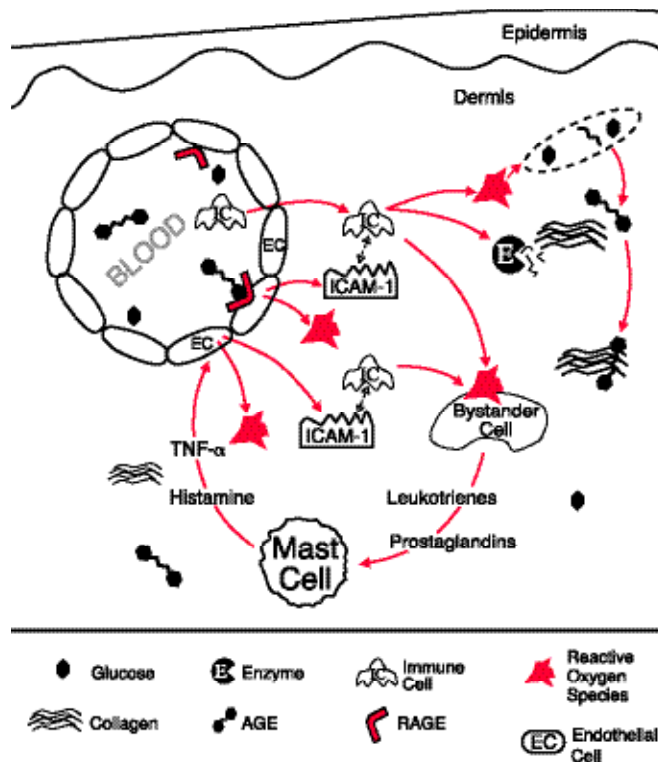 Epidermis
Dermis
BLOOD
IC
EC
IC
E
ICAM-1
EC
IC
ICAM-1
Bystander
Cell
TNF-α
Histamine
Leukotrienes
Prostaglandins
Mast
Cell
Glucose
E
Enzyme
IC
Immune
Cell
Reactive
Oxygen
Species
Collagen
AGE
RAGE
EC
Endothelial
Cell